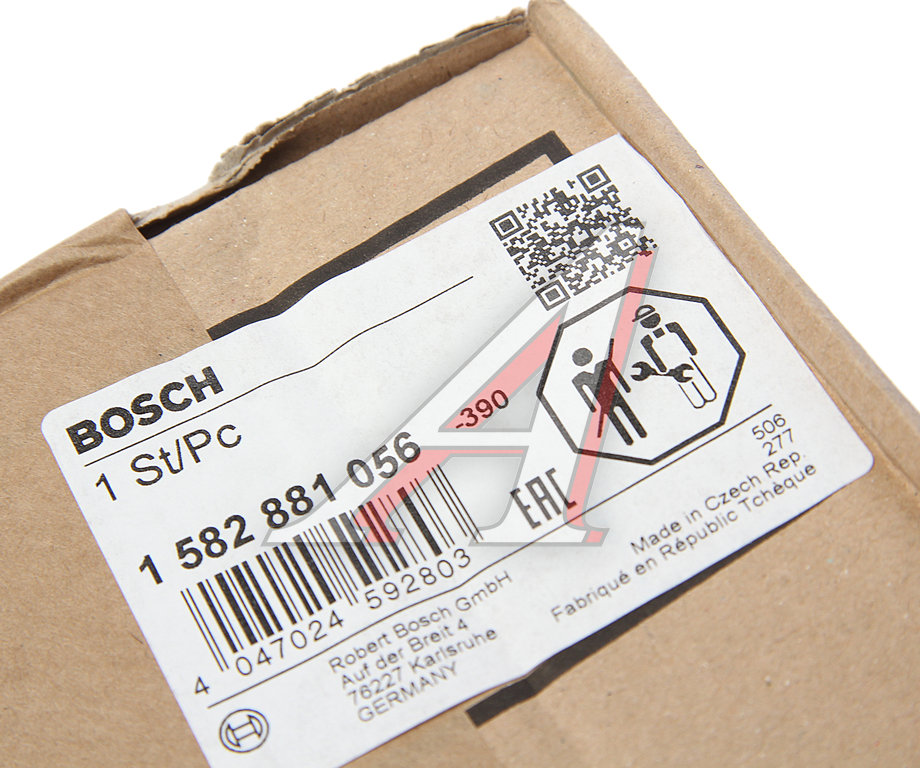 BOSCH
1 St/Pc
1 582 881 056
-390
4 047024 592803
EAC
506
277
Made in Czech Rep.
Fabriqué en Républic Tchèque
Robert Bosch GmbH
Auf der Breit 4
76227 Karlsruhe
GERMANY